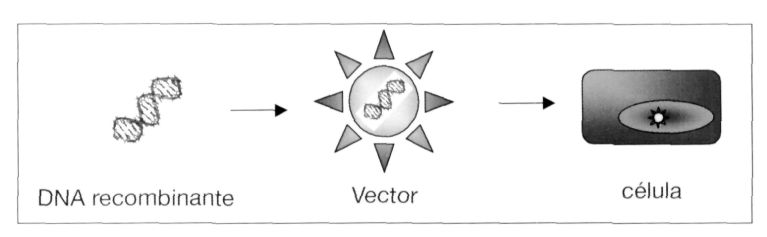 DNA recombinante
Vector
célula